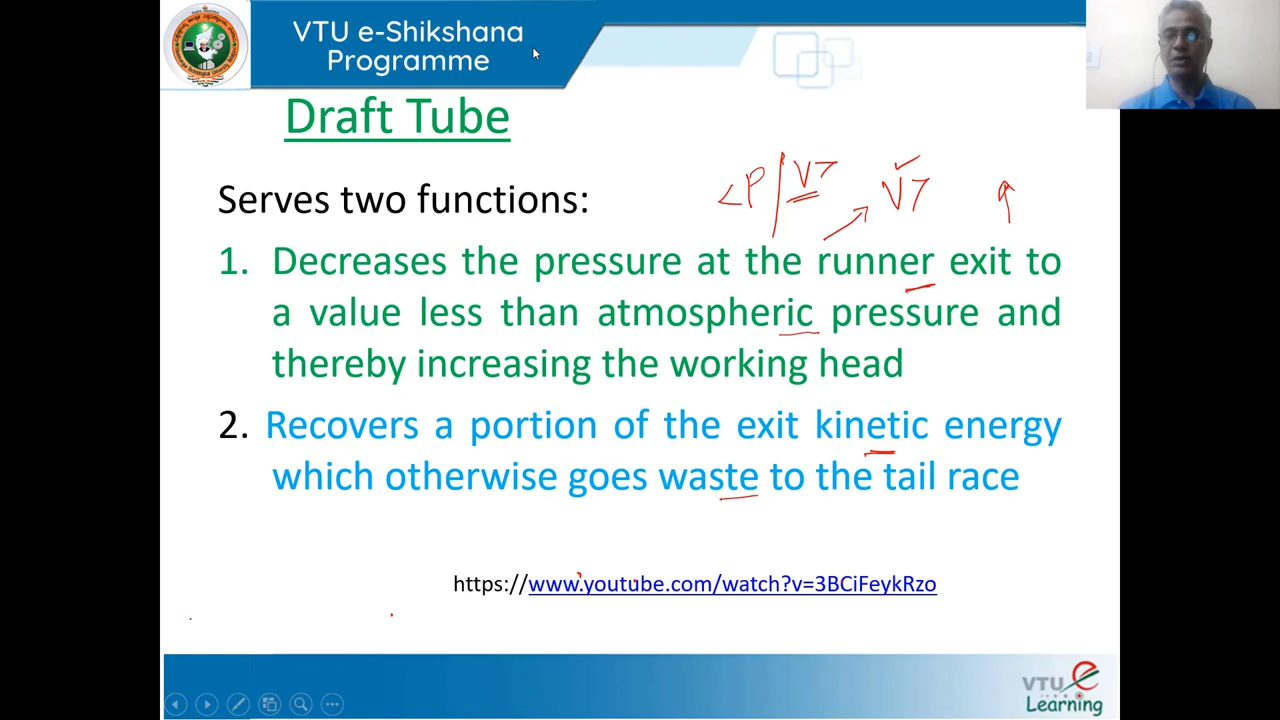 VTU e-Shikshana
Programme
Draft Tube
<P V> V>
Serves two functions:
1. Decreases the pressure at the runner exit to
a value less than atmospheric pressure and
thereby increasing the working head
2. Recovers a portion of the exit kinetic energy
which otherwise goes waste to the tail race
https://www.youtube.com/watch?v=3BCiFeykRzo
VTU e
Learning